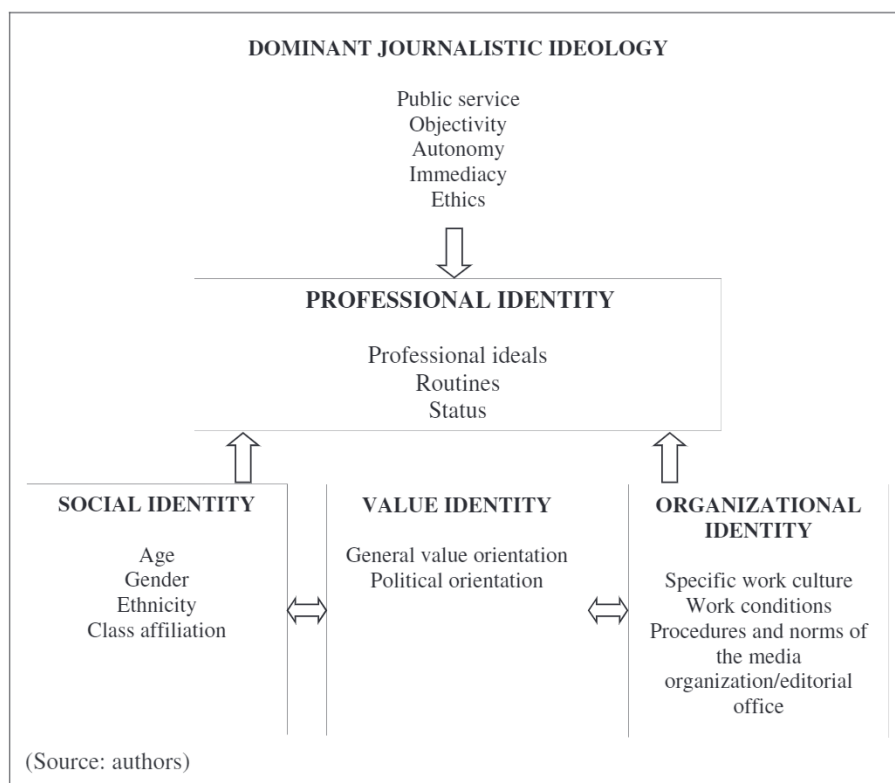 DOMINANT JOURNALISTIC IDEOLOGY
Public service
Objectivity
Autonomy
Immediacy
Ethics
PROFESSIONAL IDENTITY
Professional ideals
Routines
Status
SOCIAL IDENTITY
Age
Gender
Ethnicity
Class affiliation
VALUE IDENTITY
General value orientation
Political orientation
ORGANIZATIONAL
IDENTITY
Specific work culture
Work conditions
Procedures and norms of
the media
organization/editorial
office
(Source: authors)